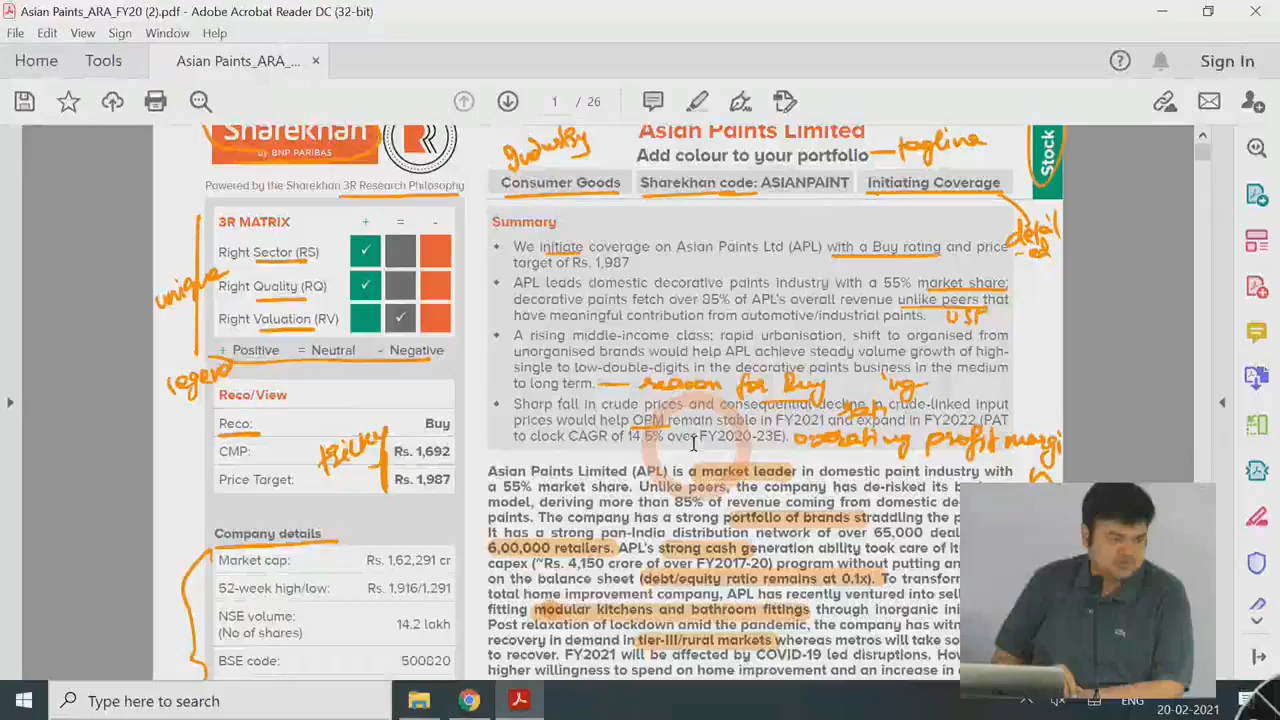 Asian Paints_ARA_FY20 (2).pdf - Adobe Acrobat Reader DC (32-bit)
File Edit View Sign Window Help
Home Tools Asian Paints_ARA_... × Sign In
1 / 26
Sharekhan
by BNP PARIBAS
Powered by the Sharekhan 3R Research Philosophy
3R MATRIX + = -
Right Sector (RS) ✓
Right Quality (RQ) ✓
Right Valuation (RV) ✓
+ Positive = Neutral - Negative
unique
legend
Reco/View
Reco: Buy
CMP: Rs. 1,692
Price Target: Rs. 1,987
tricky
Company details
Market cap: Rs. 1,62,291 cr
52-week high/low: Rs. 1,916/1,291
NSE volume:
(No of shares) 14.2 lakh
BSE code: 500820
Asian Paints Limited
Industry
Add colour to your portfolio — tagline
Stock
Consumer Goods Sharekhan code: ASIANPAINT Initiating Coverage
detail
-ed
Summary
• We initiate coverage on Asian Paints Ltd (APL) with a Buy rating and price
target of Rs. 1,987
• APL leads domestic decorative paints industry with a 55% market share;
decorative paints fetch over 85% of APL's overall revenue unlike peers that
have meaningful contribution from automotive/industrial paints. USP
• A rising middle-income class; rapid urbanisation, shift to organised from
unorganised brands would help APL achieve steady volume growth of high-
single to low-double-digits in the decorative paints business in the medium
to long term. — reason for Buy
• Sharp fall in crude prices and consequential decline in crude-linked input
prices would help OPM remain stable in FY2021 and expand in FY2022 (PAT
to clock CAGR of 14.5% over FY2020-23E). operating profit margi
Asian Paints Limited (APL) is a market leader in domestic paint industry with
a 55% market share. Unlike peers, the company has de-risked its b
model, deriving more than 85% of revenue coming from domestic de
paints. The company has a strong portfolio of brands straddling the p
It has a strong pan-India distribution network of over 65,000 deal
6,00,000 retailers. APL's strong cash generation ability took care of it
capex (~Rs. 4,150 crore of over FY2017-20) program without putting an
on the balance sheet (debt/equity ratio remains at 0.1x). To transform
total home improvement company, APL has recently ventured into sell
fitting modular kitchens and bathroom fittings through inorganic ini
Post relaxation of lockdown amid the pandemic, the company has witn
recovery in demand in tier-III/rural markets whereas metros will take so
to recover. FY2021 will be affected by COVID-19 led disruptions. Ho
higher willingness to spend on home improvement and an increase in
Type here to search
ENG
20-02-2021